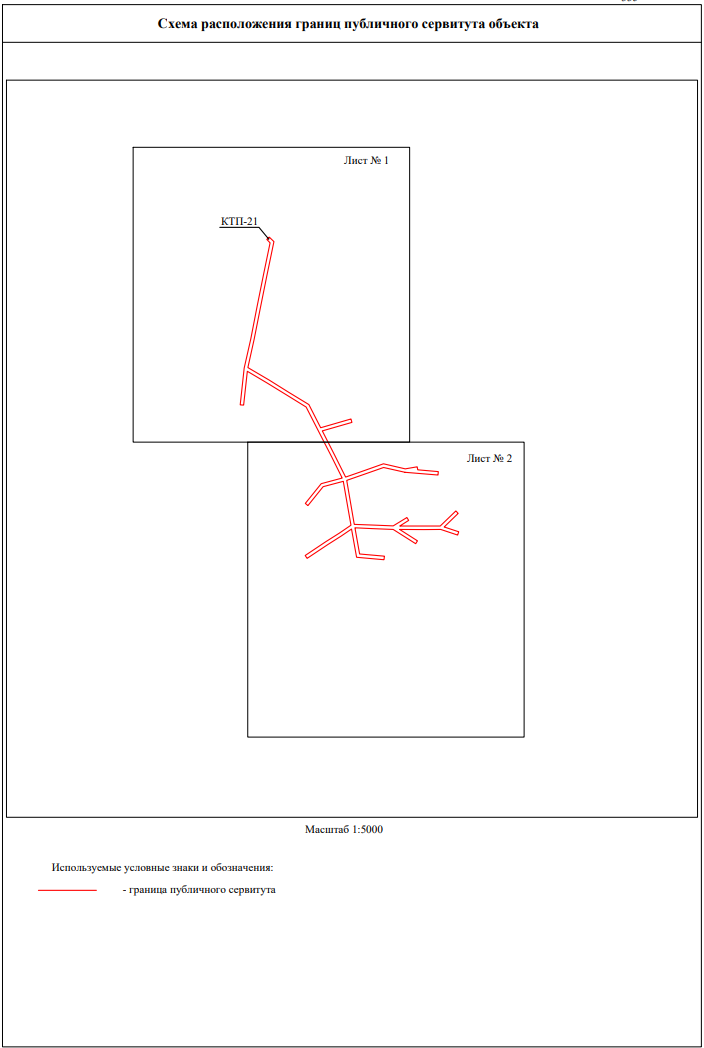 Схема расположения границ публичного сервитута объекта
Лист № 1
КТП-21
Лист № 2
Масштаб 1:5000
Используемые условные знаки и обозначения:
- граница публичного сервитута